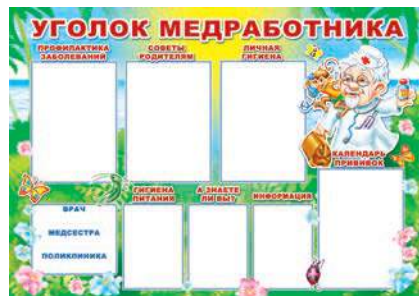 УГОЛОК МЕДРАБОТНИКА
ПРОФИЛАКТИКА
ЗАБОЛЕВАНИЙ
СОВЕТЫ
РОДИТЕЛЯМ
ЛИЧНАЯ
ГИГИЕНА
КАЛЕНДАРЬ
ПРИВИВОК
ГИГИЕНА
ПИТАНИЯ
А ЗНАЕТЕ
ЛИ ВЫ?
ИНФОРМАЦИЯ
ВРАЧ
МЕДСЕСТРА
ПОЛИКЛИНИКА